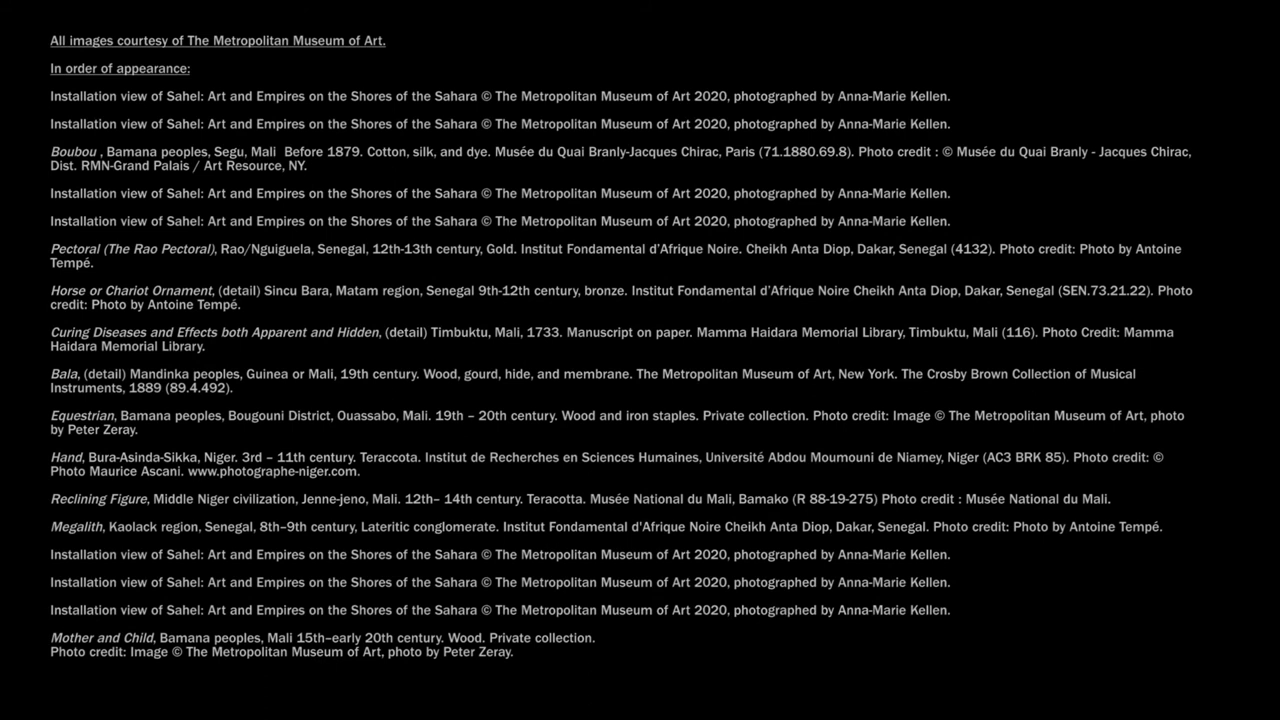 All images courtesy of The Metropolitan Museum of Art.
In order of appearance:
Installation view of Sahel: Art and Empires on the Shores of the Sahara © The Metropolitan Museum of Art 2020, photographed by Anna-Marie Kellen.
Installation view of Sahel: Art and Empires on the Shores of the Sahara © The Metropolitan Museum of Art 2020, photographed by Anna-Marie Kellen.
Boubou , Bamana peoples, Segu, Mali  Before 1879. Cotton, silk, and dye. Musée du Quai Branly-Jacques Chirac, Paris (71.1880.69.8). Photo credit : © Musée du Quai Branly - Jacques Chirac,
Dist. RMN-Grand Palais / Art Resource, NY.
Installation view of Sahel: Art and Empires on the Shores of the Sahara © The Metropolitan Museum of Art 2020, photographed by Anna-Marie Kellen.
Installation view of Sahel: Art and Empires on the Shores of the Sahara © The Metropolitan Museum of Art 2020, photographed by Anna-Marie Kellen.
Pectoral (The Rao Pectoral), Rao/Nguiguela, Senegal, 12th-13th century, Gold. Institut Fondamental d’Afrique Noire. Cheikh Anta Diop, Dakar, Senegal (4132). Photo credit: Photo by Antoine
Tempé.
Horse or Chariot Ornament, (detail) Sincu Bara, Matam region, Senegal 9th-12th century, bronze. Institut Fondamental d’Afrique Noire Cheikh Anta Diop, Dakar, Senegal (SEN.73.21.22). Photo
credit: Photo by Antoine Tempé.
Curing Diseases and Effects both Apparent and Hidden, (detail) Timbuktu, Mali, 1733. Manuscript on paper. Mamma Haidara Memorial Library, Timbuktu, Mali (116). Photo Credit: Mamma
Haidara Memorial Library.
Bala, (detail) Mandinka peoples, Guinea or Mali, 19th century. Wood, gourd, hide, and membrane. The Metropolitan Museum of Art, New York. The Crosby Brown Collection of Musical
Instruments, 1889 (89.4.492).
Equestrian, Bamana peoples, Bougouni District, Ouassabo, Mali. 19th – 20th century. Wood and iron staples. Private collection. Photo credit: Image © The Metropolitan Museum of Art, photo
by Peter Zeray.
Hand, Bura-Asinda-Sikka, Niger. 3rd – 11th century. Teraccota. Institut de Recherches en Sciences Humaines, Université Abdou Moumouni de Niamey, Niger (AC3 BRK 85). Photo credit: ©
Photo Maurice Ascani. www.photographe-niger.com.
Reclining Figure, Middle Niger civilization, Jenne-jeno, Mali. 12th– 14th century. Teracotta. Musée National du Mali, Bamako (R 88-19-275) Photo credit : Musée National du Mali.
Megalith, Kaolack region, Senegal, 8th–9th century, Lateritic conglomerate. Institut Fondamental d'Afrique Noire Cheikh Anta Diop, Dakar, Senegal. Photo credit: Photo by Antoine Tempé.
Installation view of Sahel: Art and Empires on the Shores of the Sahara © The Metropolitan Museum of Art 2020, photographed by Anna-Marie Kellen.
Installation view of Sahel: Art and Empires on the Shores of the Sahara © The Metropolitan Museum of Art 2020, photographed by Anna-Marie Kellen.
Installation view of Sahel: Art and Empires on the Shores of the Sahara © The Metropolitan Museum of Art 2020, photographed by Anna-Marie Kellen.
Mother and Child, Bamana peoples, Mali 15th–early 20th century. Wood. Private collection.
Photo credit: Image © The Metropolitan Museum of Art, photo by Peter Zeray.